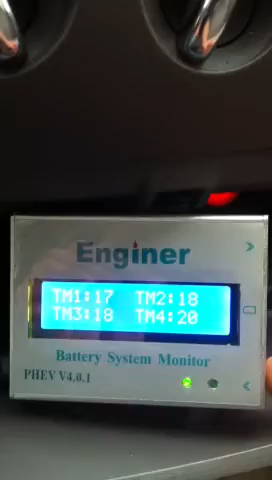 Enginer
TM1:17 TM2:18
TM3:18 TM4:20
Battery System Monitor
PHEV V4.0.1